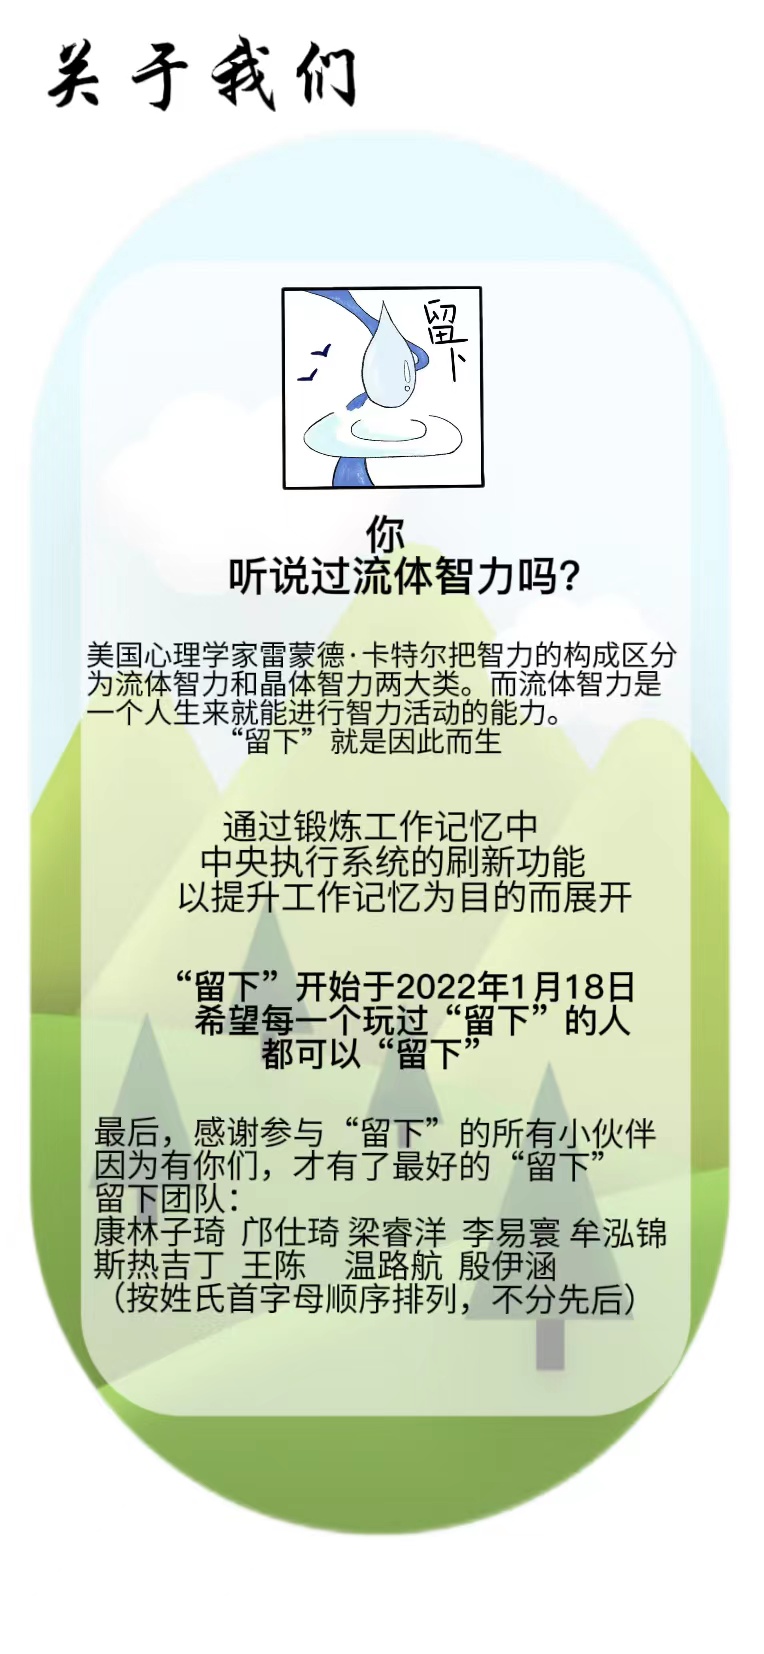 关于我们
留下
你
听说过流体智力吗?
美国心理学家雷蒙德·卡特尔把智力的构成区分
为流体智力和晶体智力两大类。而流体智力是
一个人生来就能进行智力活动的能力。
“留下”就是因此而生
通过锻炼工作记忆中
中央执行系统的刷新功能
以提升工作记忆为目的而展开
“留下”开始于2022年1月18日
希望每一个玩过“留下”的人
都可以“留下”
最后，感谢参与“留下”的所有小伙伴
因为有你们，才有了最好的“留下”
留下团队：
康林子琦 邝仕琦 梁睿洋 李易寰 牟泓锦
斯热吉丁 王陈 温路航 殷伊涵
（按姓氏首字母顺序排列，不分先后）